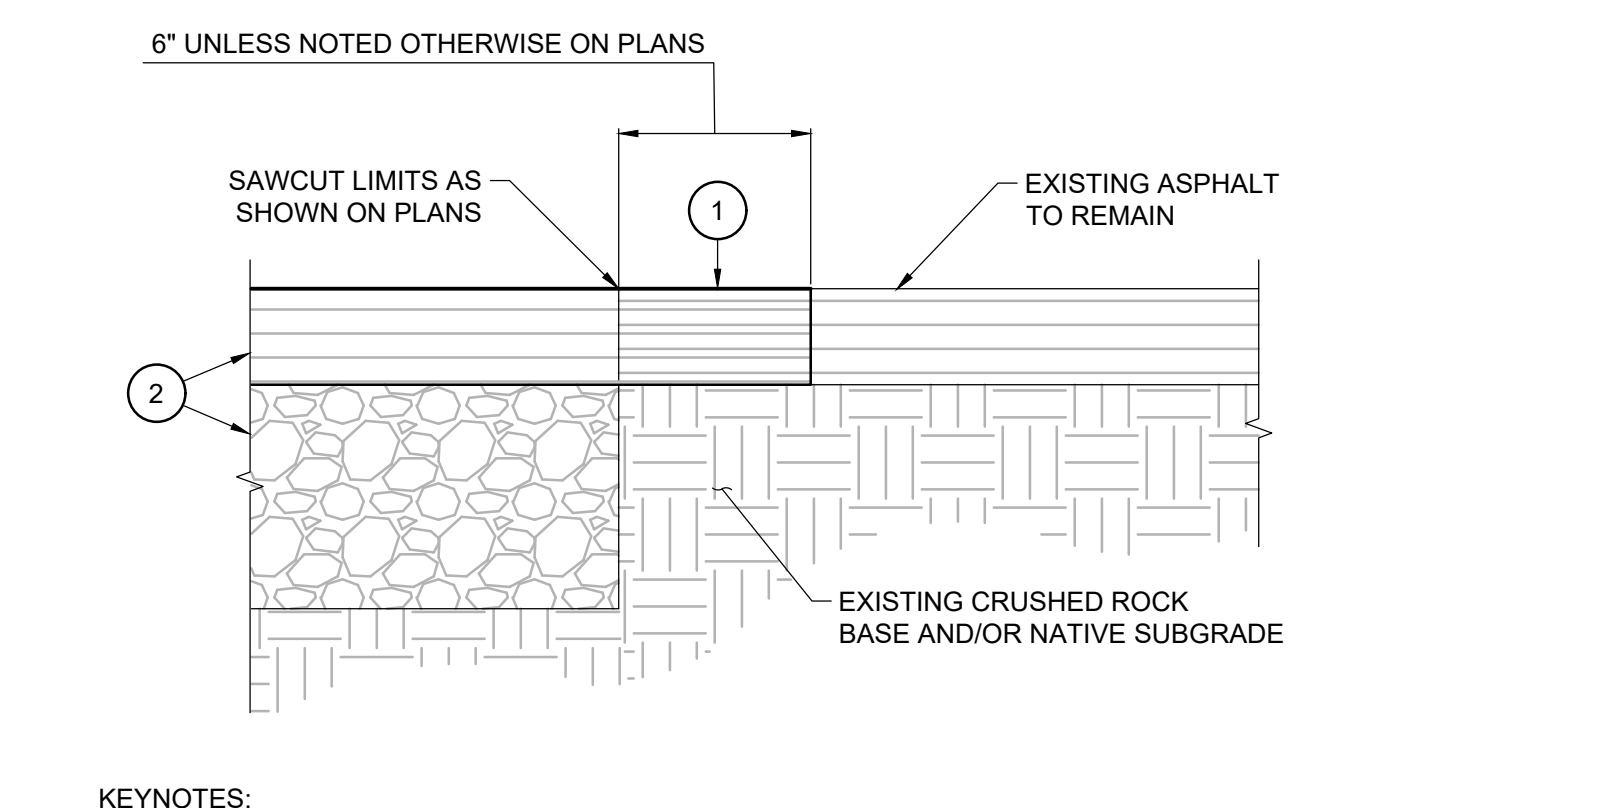 6" UNLESS NOTED OTHERWISE ON PLANS
SAWCUT LIMITS AS
SHOWN ON PLANS
1
EXISTING ASPHALT
TO REMAIN
2
EXISTING CRUSHED ROCK
BASE AND/OR NATIVE SUBGRADE
KEYNOTES: